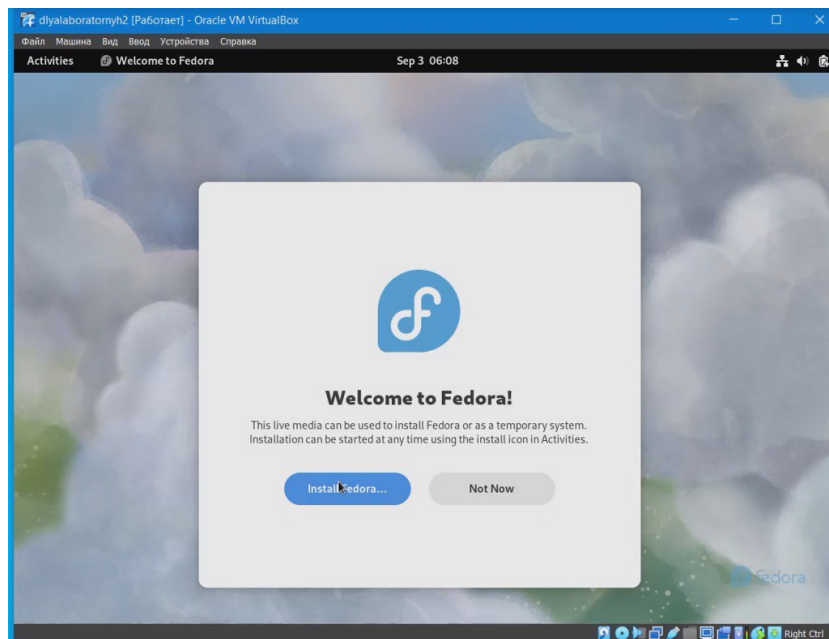 dlyalaboratornyh2 [Работает] - Oracle VM VirtualBox
Файл Машина Вид Ввод Устройства Справка
Activities Welcome to Fedora Sep 3 06:08
Welcome to Fedora!
This live media can be used to install Fedora or as a temporary system.
Installation can be started at any time using the install icon in Activities.
Install Fedora... Not Now
fedora
Right Ctrl